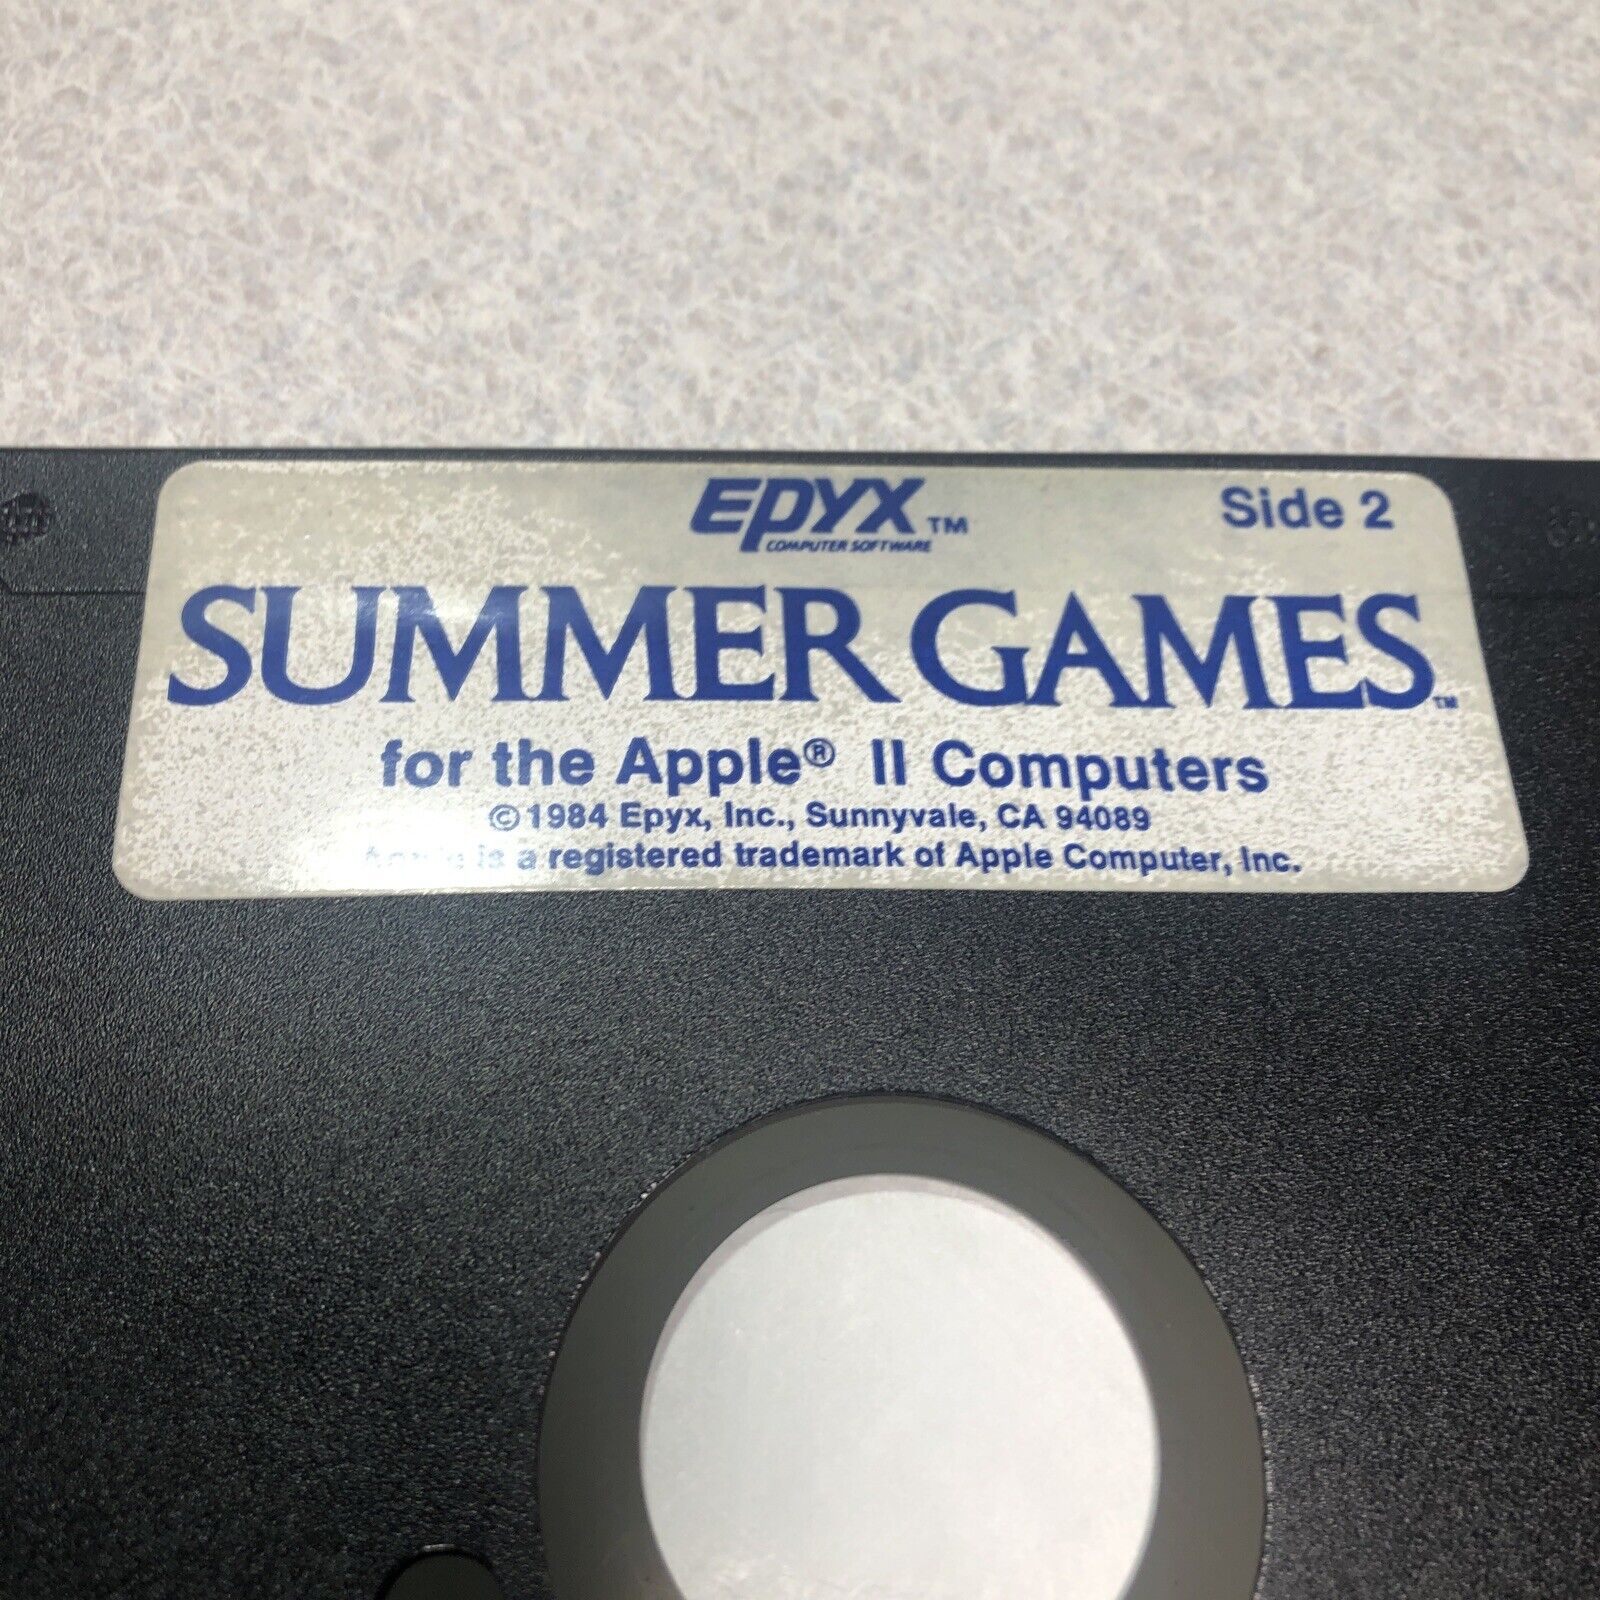 EPYX™
COMPUTER SOFTWARE
Side 2
SUMMER GAMES™
for the Apple® II Computers
©1984 Epyx, Inc., Sunnyvale, CA 94089
Apple is a registered trademark of Apple Computer, Inc.